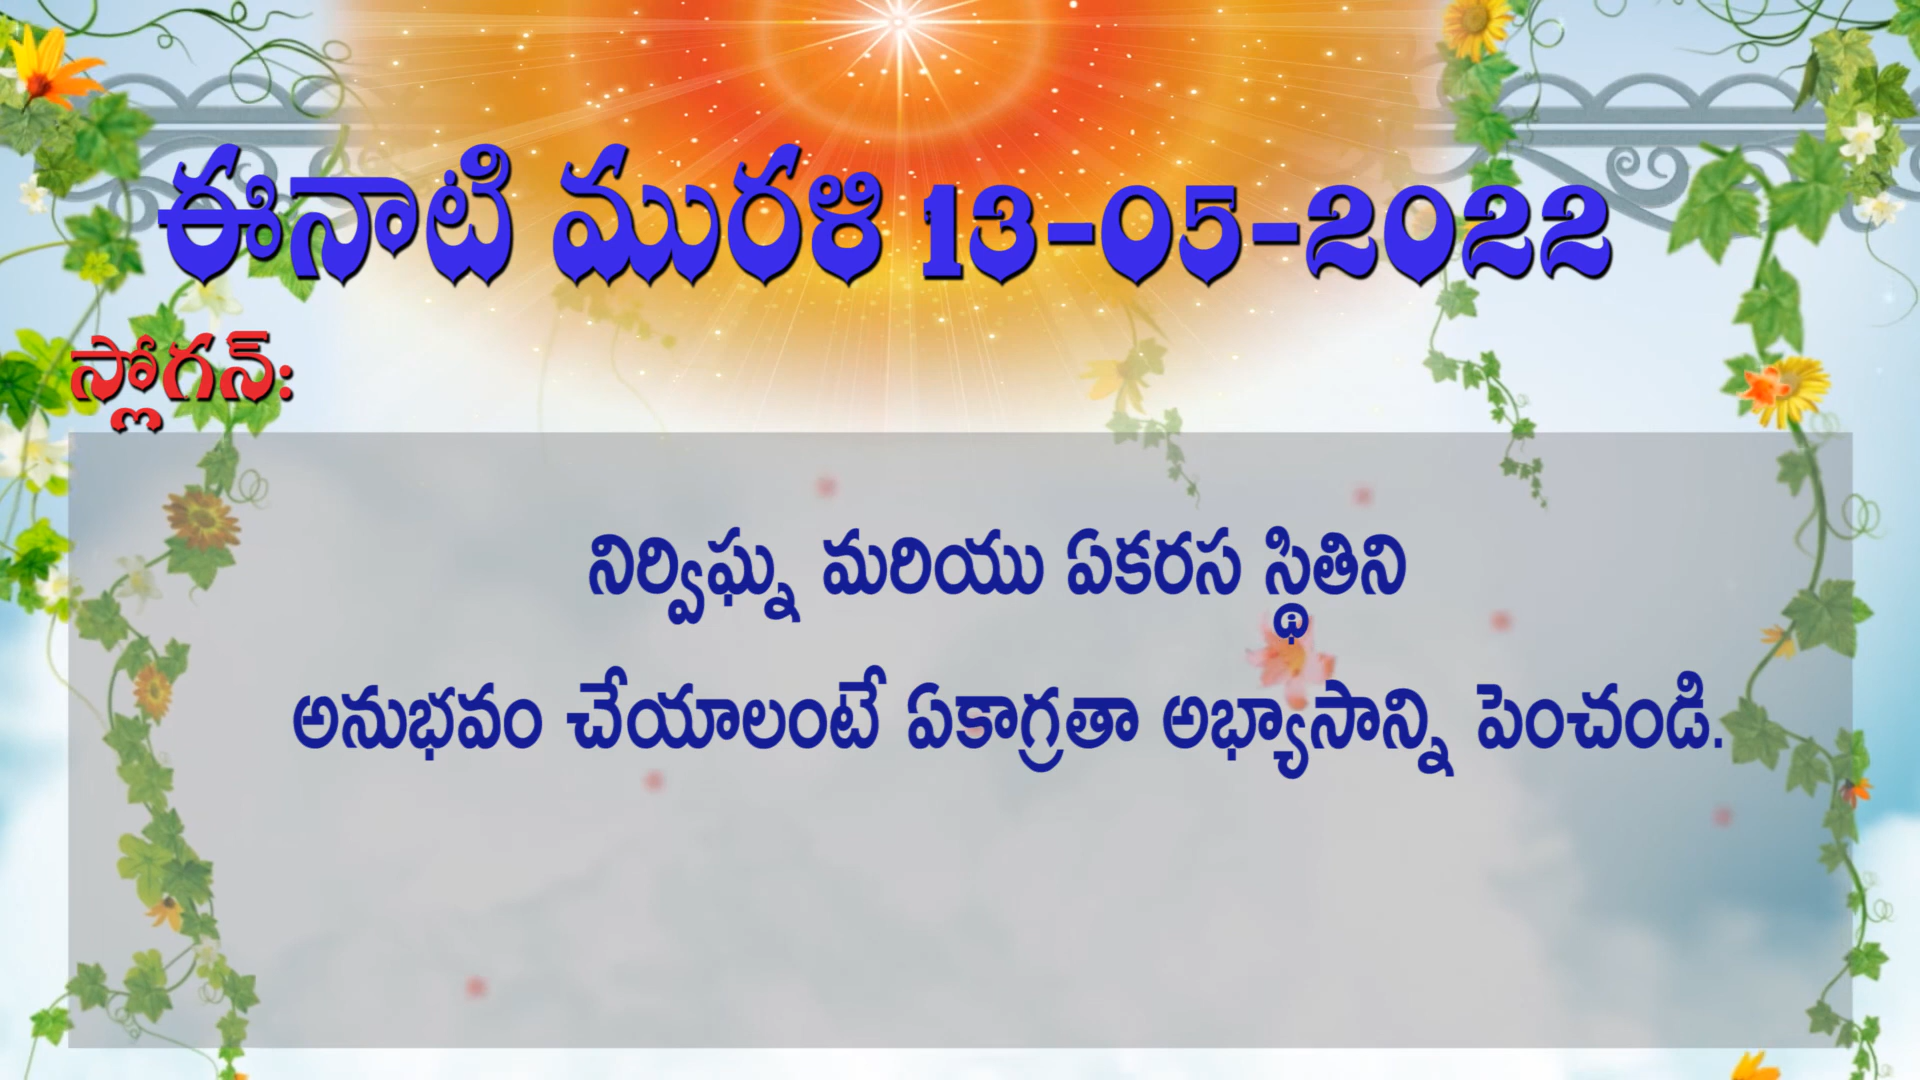 ఈనాటి మురళి 13-05-2022
స్లోగన్:
నిర్విఘ్న మరియు ఏకరస స్థితిని
అనుభవం చేయాలంటే ఏకాగ్రతా అభ్యాసాన్ని పెంచండి.